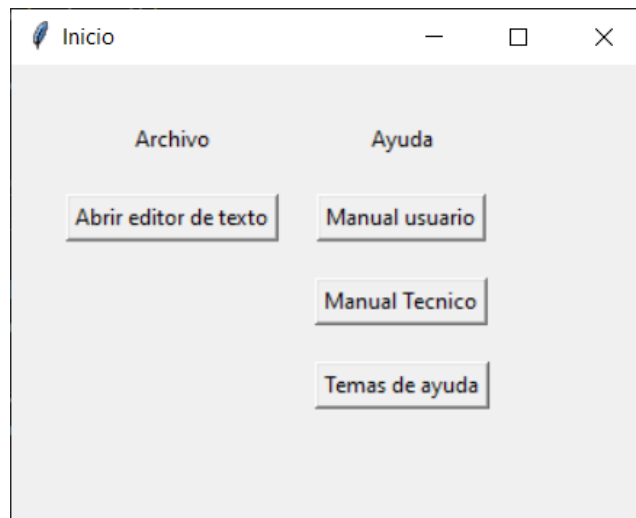 Inicio
Archivo Ayuda
Abrir editor de texto Manual usuario
Manual Tecnico
Temas de ayuda